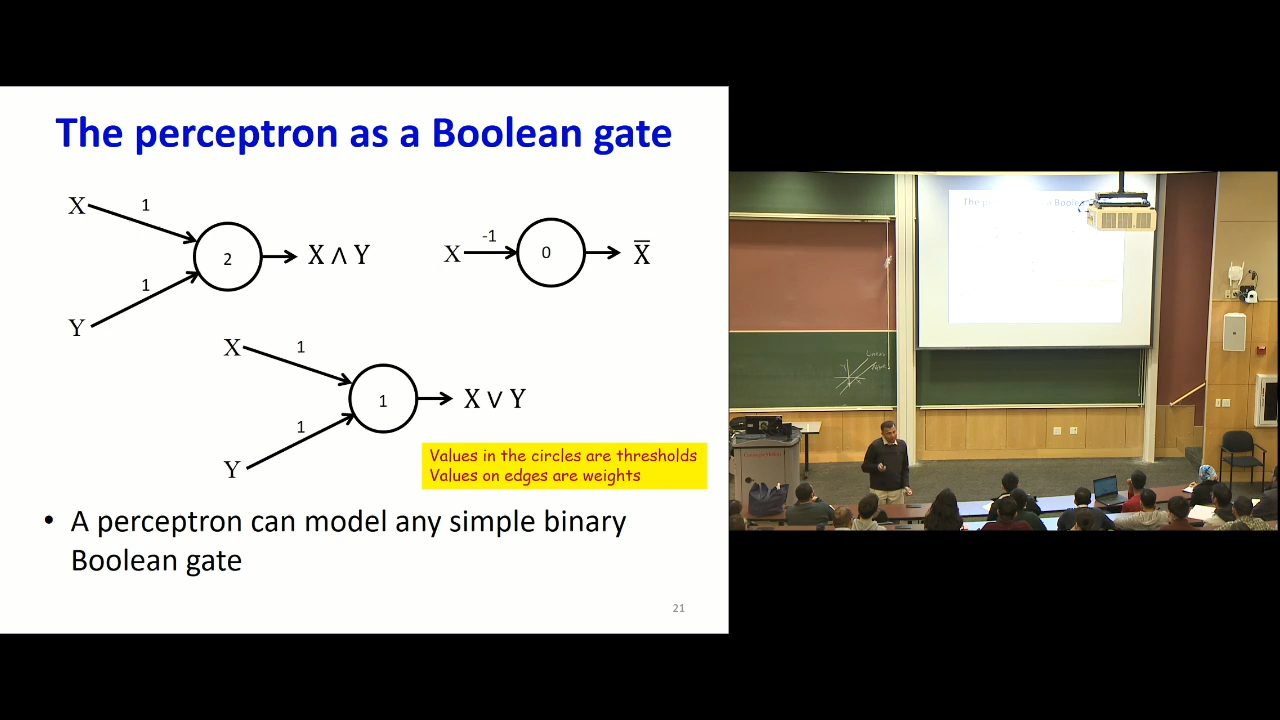 The perceptron as a Boolean gate
X
1
2
X ∧ Y
1
Y
X
-1
0
X̅
X
1
1
X ∨ Y
1
Y
Values in the circles are thresholds
Values on edges are weights
• A perceptron can model any simple binary
Boolean gate
21